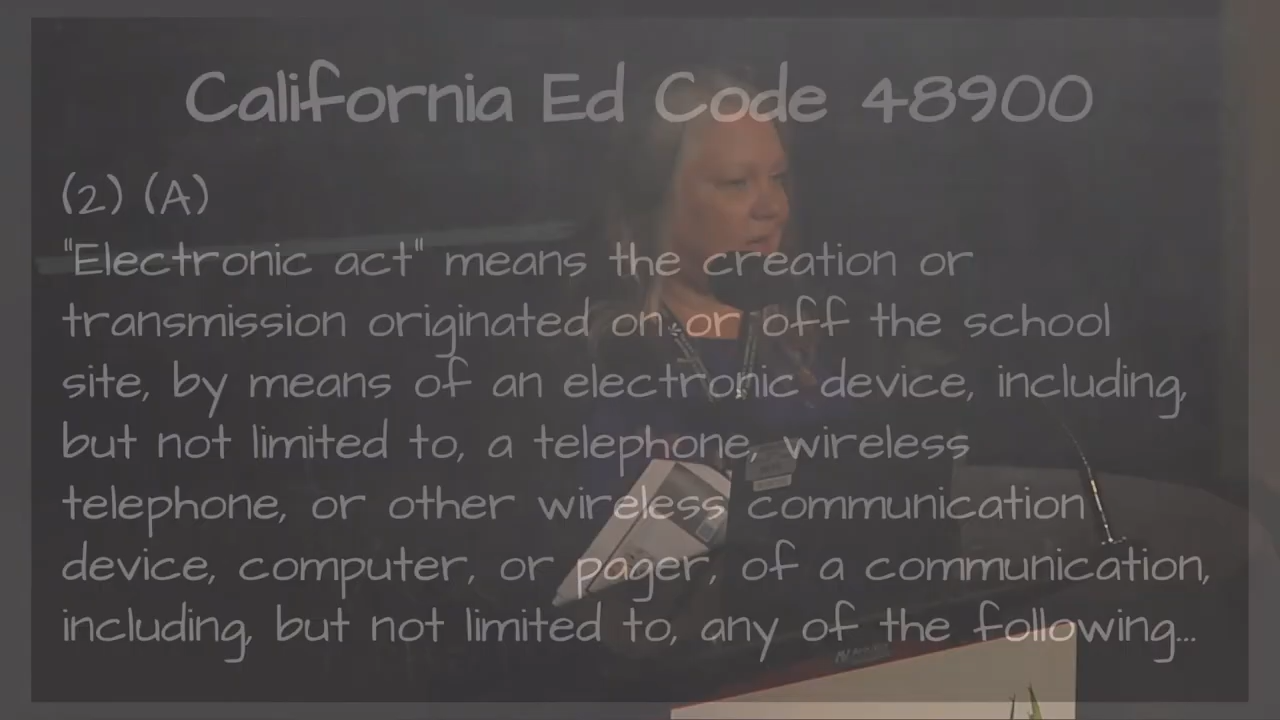 California Ed Code 48900
(2) (A)
"Electronic act" means the creation or
transmission originated on or off the school
site, by means of an electronic device, including,
but not limited to, a telephone, wireless
telephone, or other wireless communication
device, computer, or pager, of a communication,
including, but not limited to, any of the following...